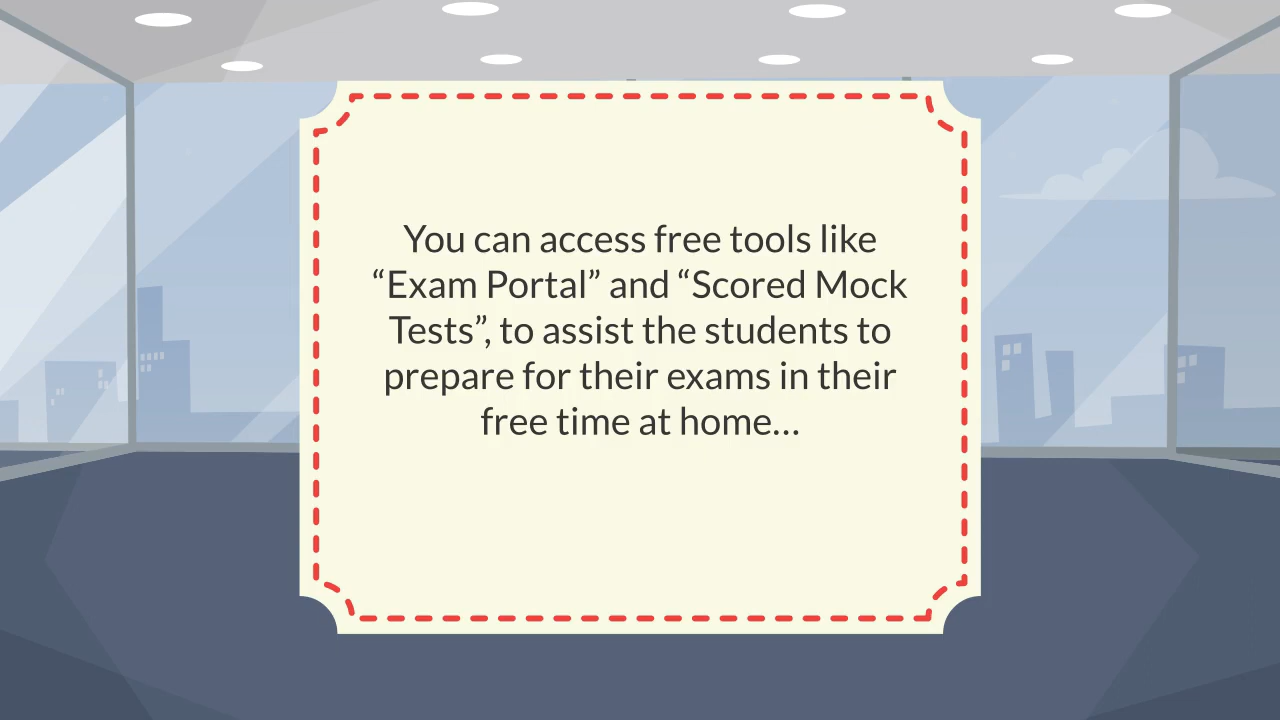 You can access free tools like
“Exam Portal” and “Scored Mock
Tests”, to assist the students to
prepare for their exams in their
free time at home...